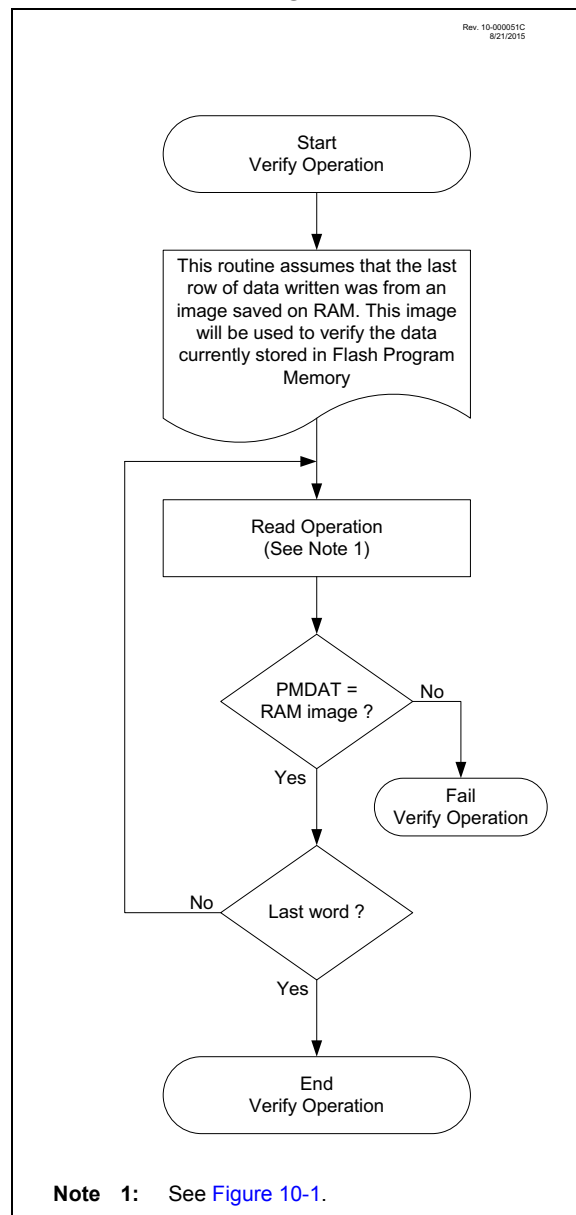 Rev. 10-000051C
8/21/2015
Start
Verify Operation
This routine assumes that the last
row of data written was from an
image saved on RAM. This image
will be used to verify the data
currently stored in Flash Program
Memory
Read Operation
(See Note 1)
PMDAT =
RAM image ?
No
Yes
Fail
Verify Operation
No
Last word ?
Yes
End
Verify Operation
Note 1: See Figure 10-1.